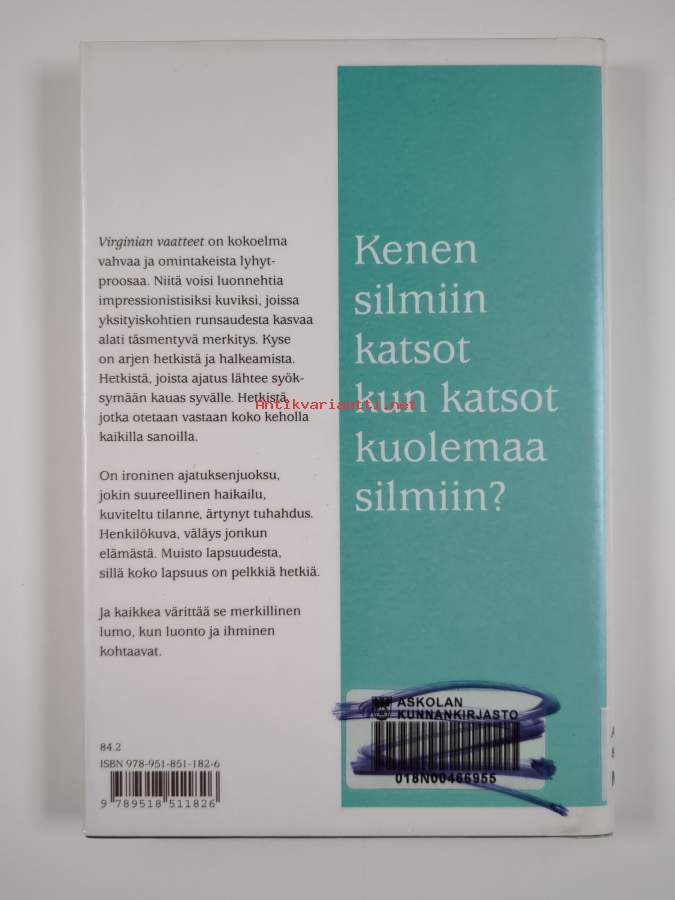 Virginian vaatteet on kokoelma
vahvaa ja omintakeista lyhyt-
proosaa. Niitä voisi luonnehtia
impressionistisiksi kuviksi, joissa
yksityiskohtien runsaudesta kasvaa
alati täsmentyvä merkitys. Kyse
on arjen hetkistä ja halkeamista.
Hetkistä, joista ajatus lähtee syök-
symään kauas syvälle. Hetkistä,
jotka otetaan vastaan koko keholla
kaikilla sanoilla.
On ironinen ajatuksenjuoksu,
jokin suureellinen haikailu,
kuviteltu tilanne, ärtynyt tuhahdus.
Henkilökuva, väläys jonkun
elämästä. Muisto lapsuudesta,
sillä koko lapsuus on pelkkiä hetkiä.
Ja kaikkea värittää se merkillinen
lumo, kun luonto ja ihminen
kohtaavat.
84.2
ISBN 978-951-851-182-6
9 789518 511826
Kenen
silmiin
katsot
kun katsot
kuolemaa
silmiin?
ASKOLAN
KUNNANKIRJASTO
018N00466955
Antikvariaatti.net